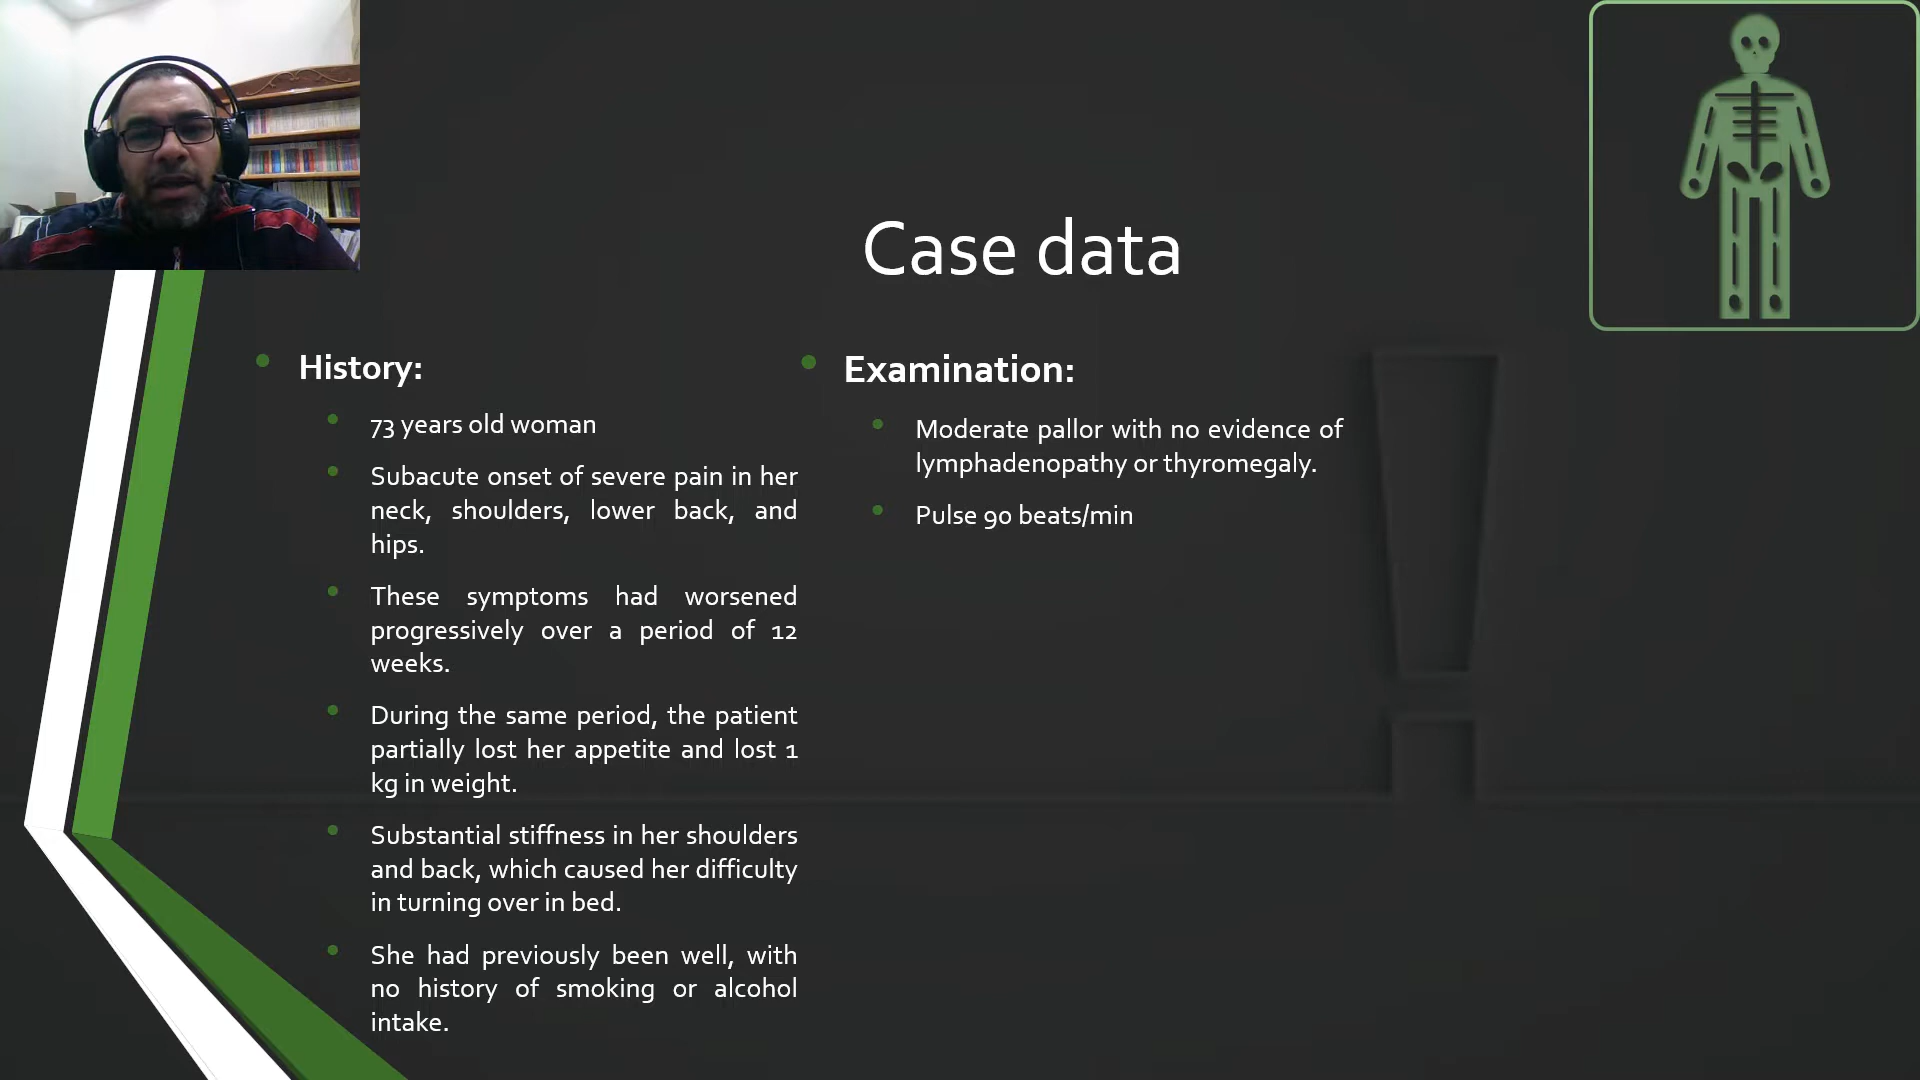 Case data
History:
73 years old woman
Subacute onset of severe pain in her
neck, shoulders, lower back, and
hips.
These symptoms had worsened
progressively over a period of 12
weeks.
During the same period, the patient
partially lost her appetite and lost 1
kg in weight.
Substantial stiffness in her shoulders
and back, which caused her difficulty
in turning over in bed.
She had previously been well, with
no history of smoking or alcohol
intake.
Examination:
Moderate pallor with no evidence of
lymphadenopathy or thyromegaly.
Pulse 90 beats/min